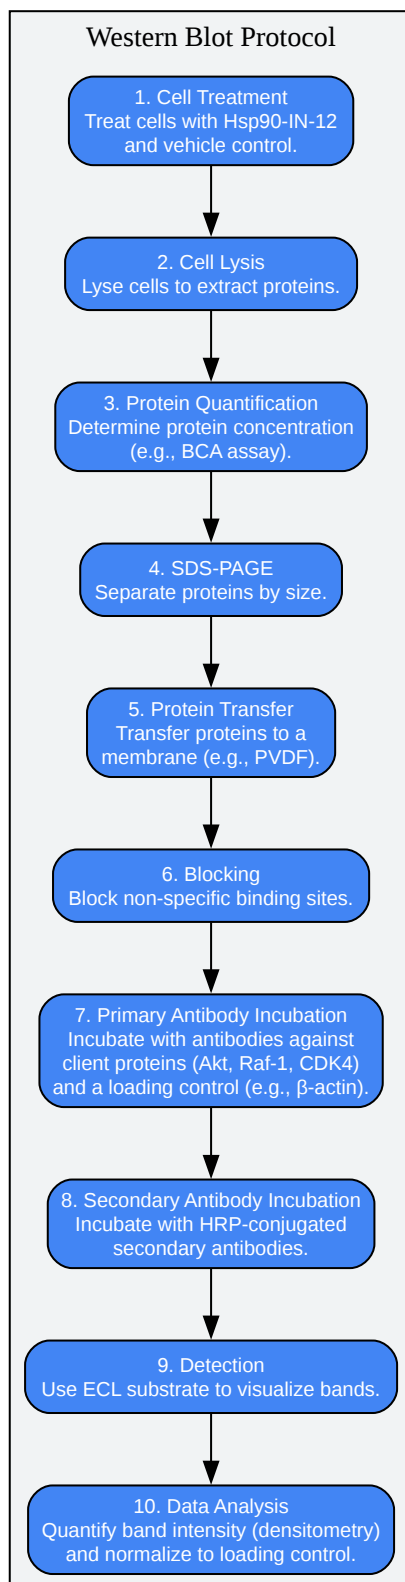 Western Blot Protocol
1. Cell Treatment
Treat cells with Hsp90-IN-12
and vehicle control.
2. Cell Lysis
Lyse cells to extract proteins.
3. Protein Quantification
Determine protein concentration
(e.g., BCA assay).
4. SDS-PAGE
Separate proteins by size.
5. Protein Transfer
Transfer proteins to a
membrane (e.g., PVDF).
6. Blocking
Block non-specific binding sites.
7. Primary Antibody Incubation
Incubate with antibodies against
client proteins (Akt, Raf-1, CDK4)
and a loading control (e.g., β-actin).
8. Secondary Antibody Incubation
Incubate with HRP-conjugated
secondary antibodies.
9. Detection
Use ECL substrate to visualize bands.
10. Data Analysis
Quantify band intensity (densitometry)
and normalize to loading control.